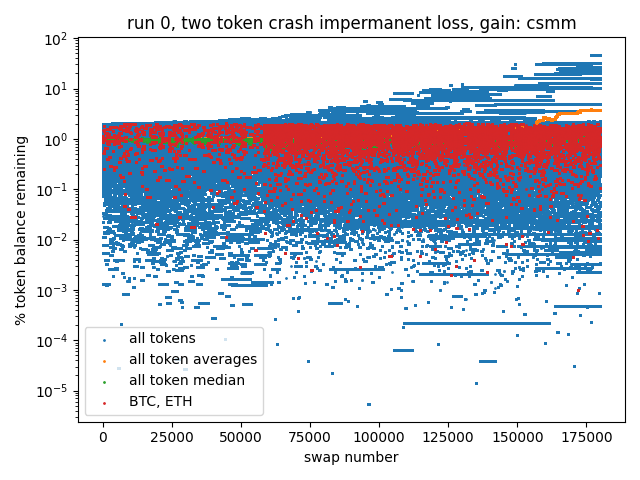 run 0, two token crash impermanent loss, gain: csmm
% token balance remaining
10²
10¹
10⁰
10⁻¹
10⁻²
10⁻³
10⁻⁴
10⁻⁵
all tokens
all token averages
all token median
BTC, ETH
0 25000 50000 75000 100000 125000 150000 175000
swap number